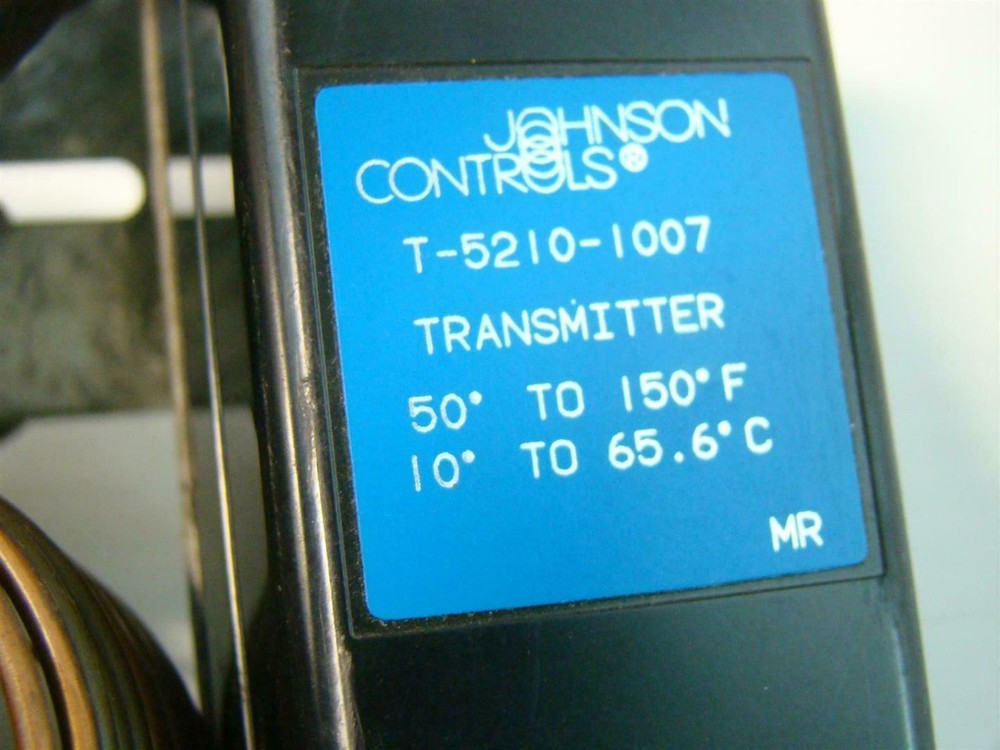 JOHNSON
CONTROLS®
T-5210-1007
TRANSMITTER
50° TO 150°F
10° TO 65.6°C
MR